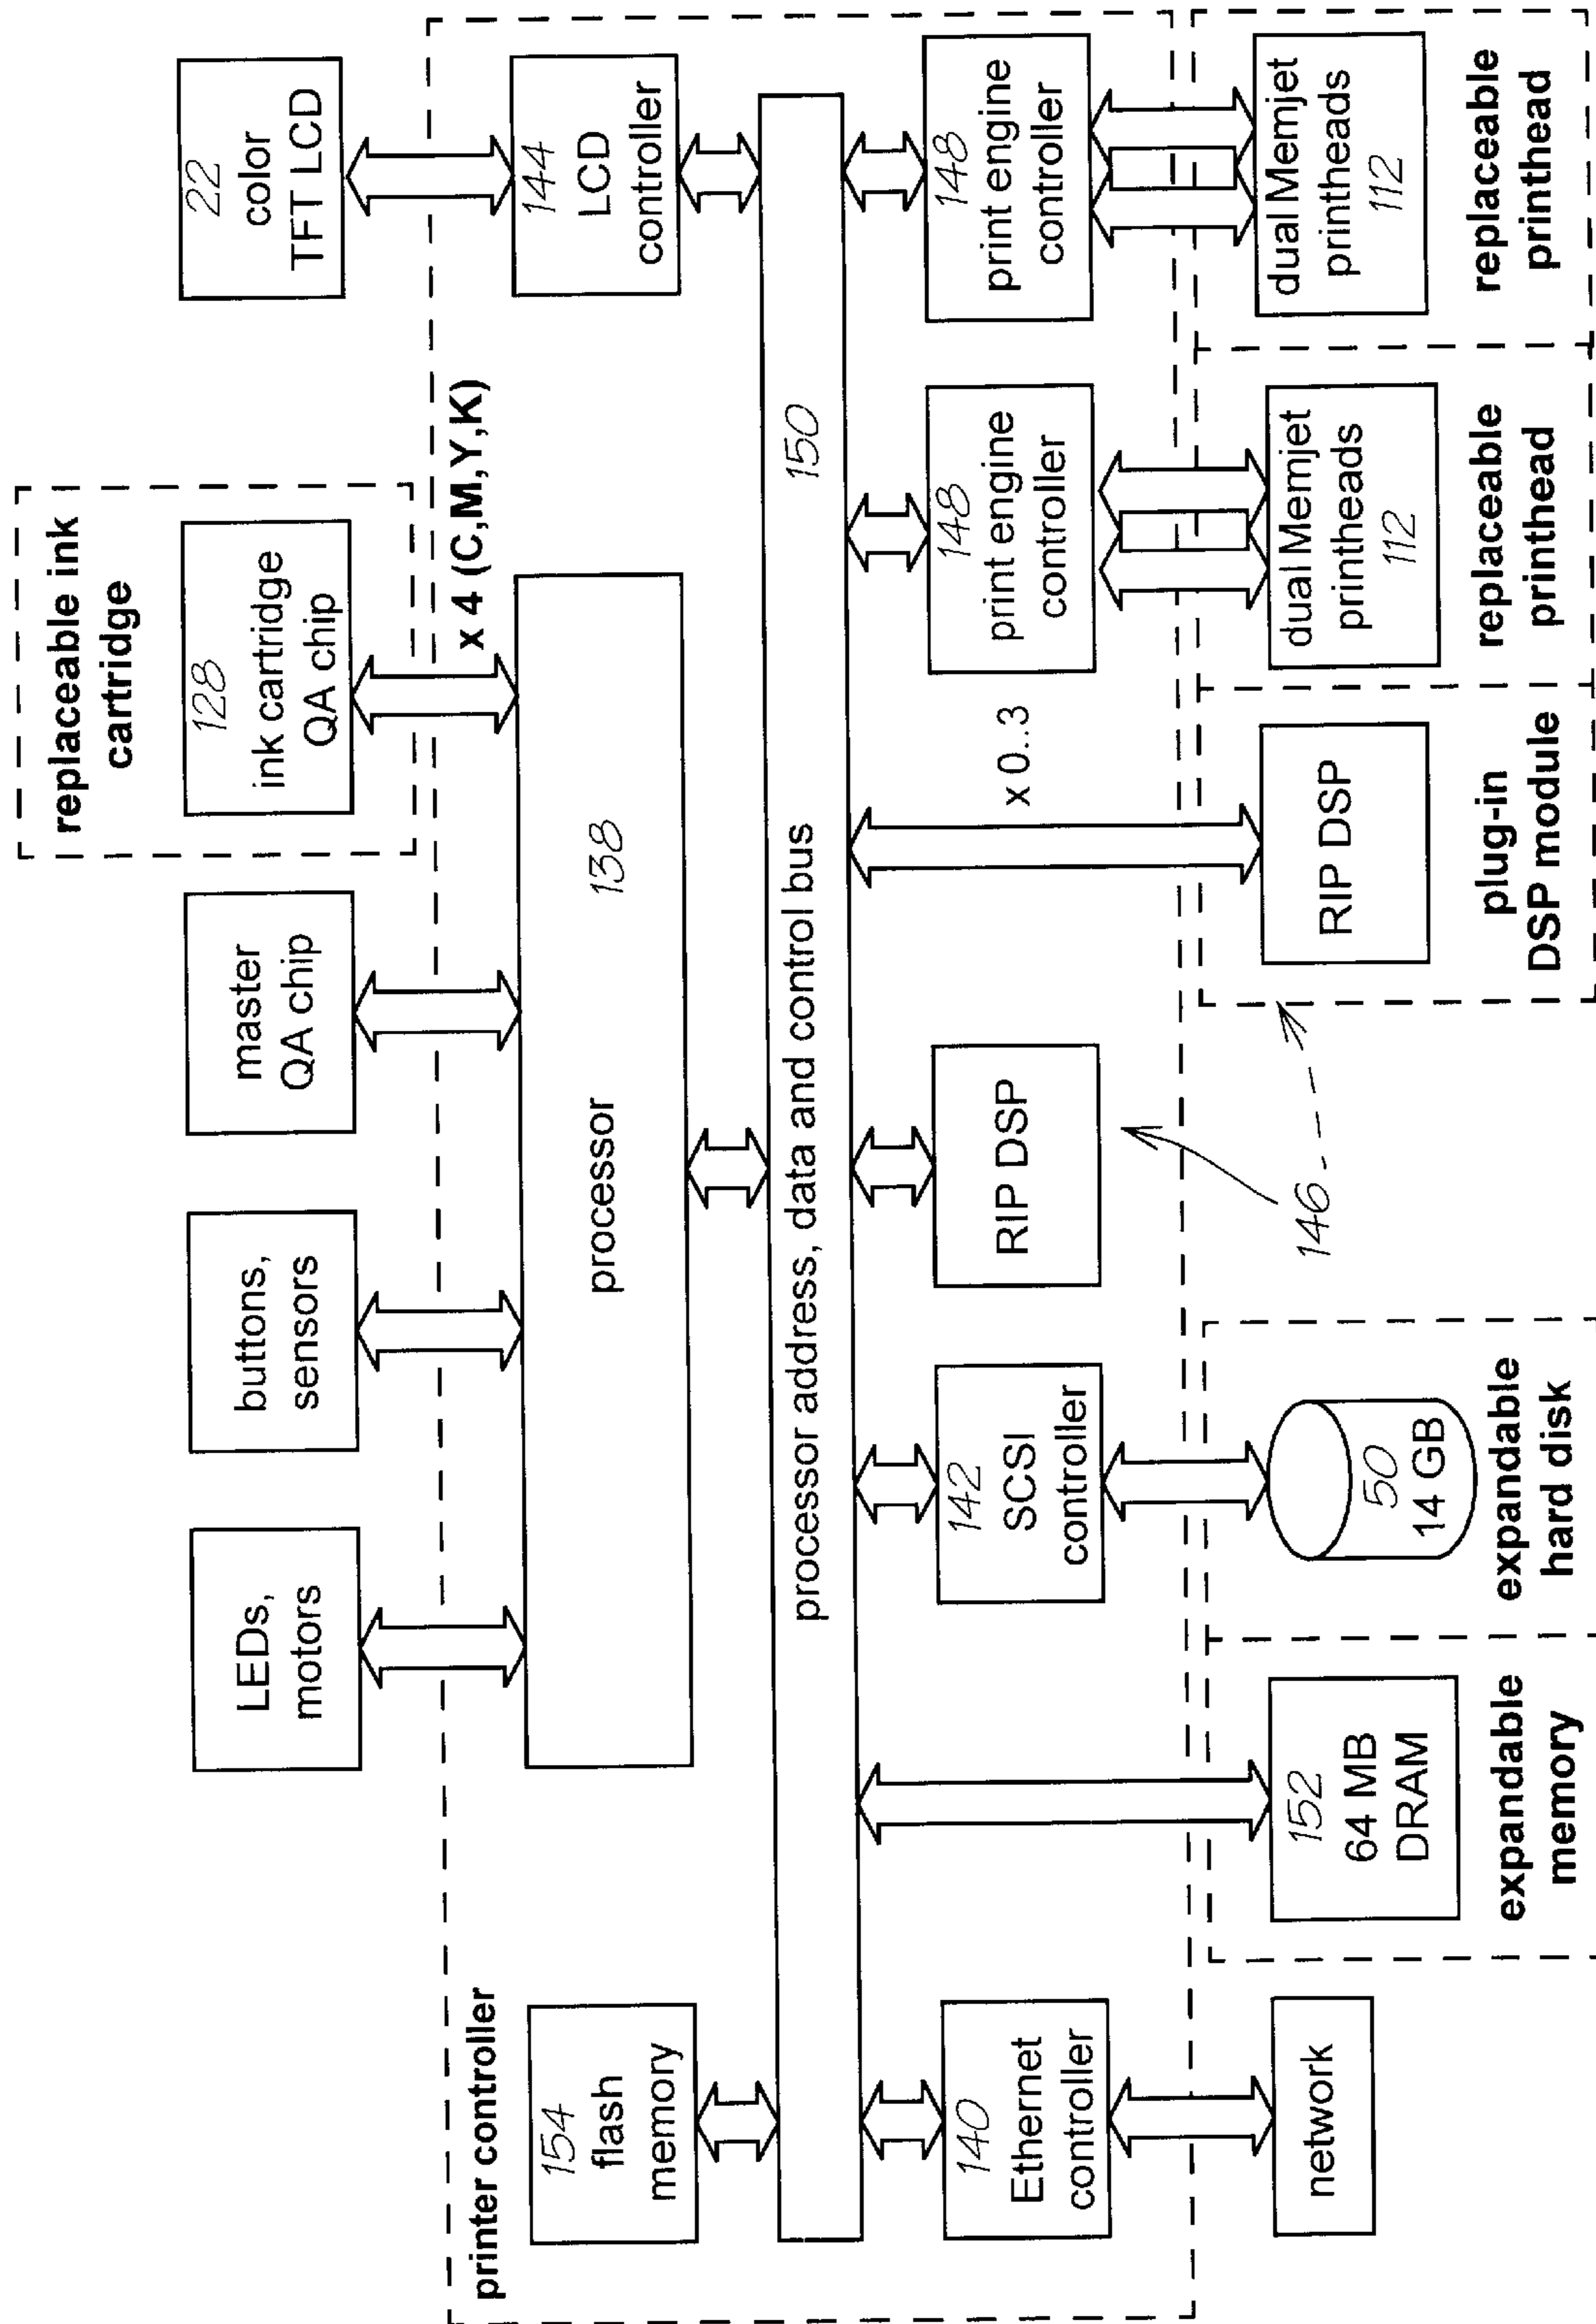 replaceable ink
cartridge
128
ink cartridge
QA chip
22
color
TFT LCD
LEDs,
motors
buttons,
sensors
master
QA chip
x 4 (C,M,Y,K)
printer controller
154
flash
memory
processor
138
144
LCD
controller
processor address, data and control bus
150
140
Ethernet
controller
142
SCSI
controller
RIP DSP
x 0..3
148
print engine
controller
148
print engine
controller
146
network
152
64 MB
DRAM
expandable
memory
50
14 GB
expandable
hard disk
RIP DSP
plug-in
DSP module
dual Memjet
printheads
112
replaceable
printhead
dual Memjet
printheads
112
replaceable
printhead